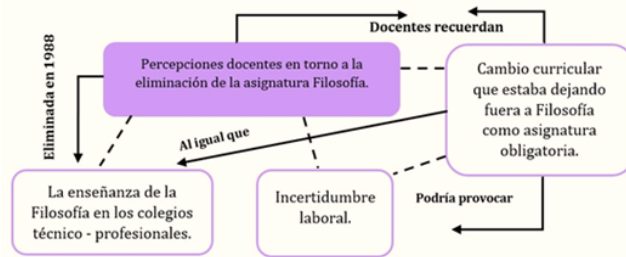 Docentes recuerdan
Percepciones docentes en torno a la
eliminación de la asignatura Filosofía.
Cambio curricular
que estaba dejando
fuera a Filosofía
como asignatura
obligatoria.
Eliminada en 1988
Al igual que
La enseñanza de la
Filosofía en los colegios
técnico - profesionales.
Incertidumbre
laboral.
Podría provocar